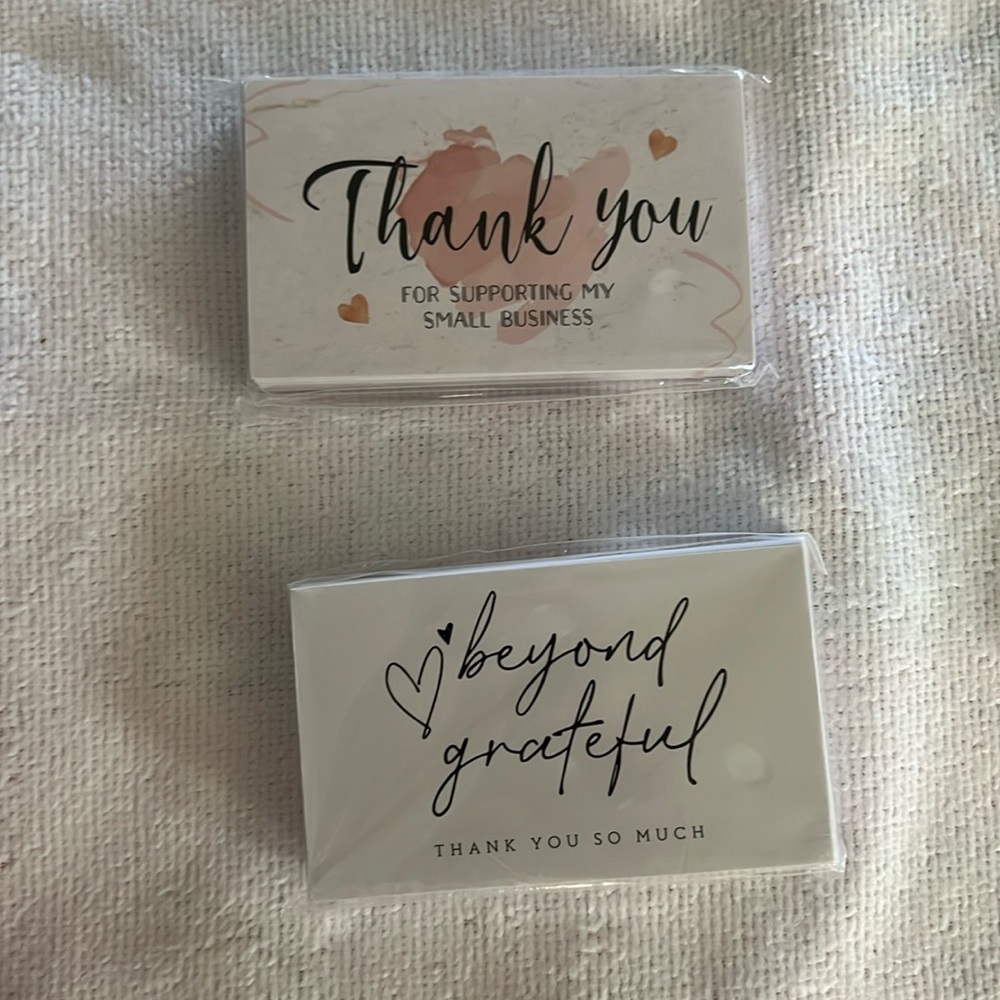 Thank you
FOR SUPPORTING MY
SMALL BUSINESS
beyond
grateful
THANK YOU SO MUCH